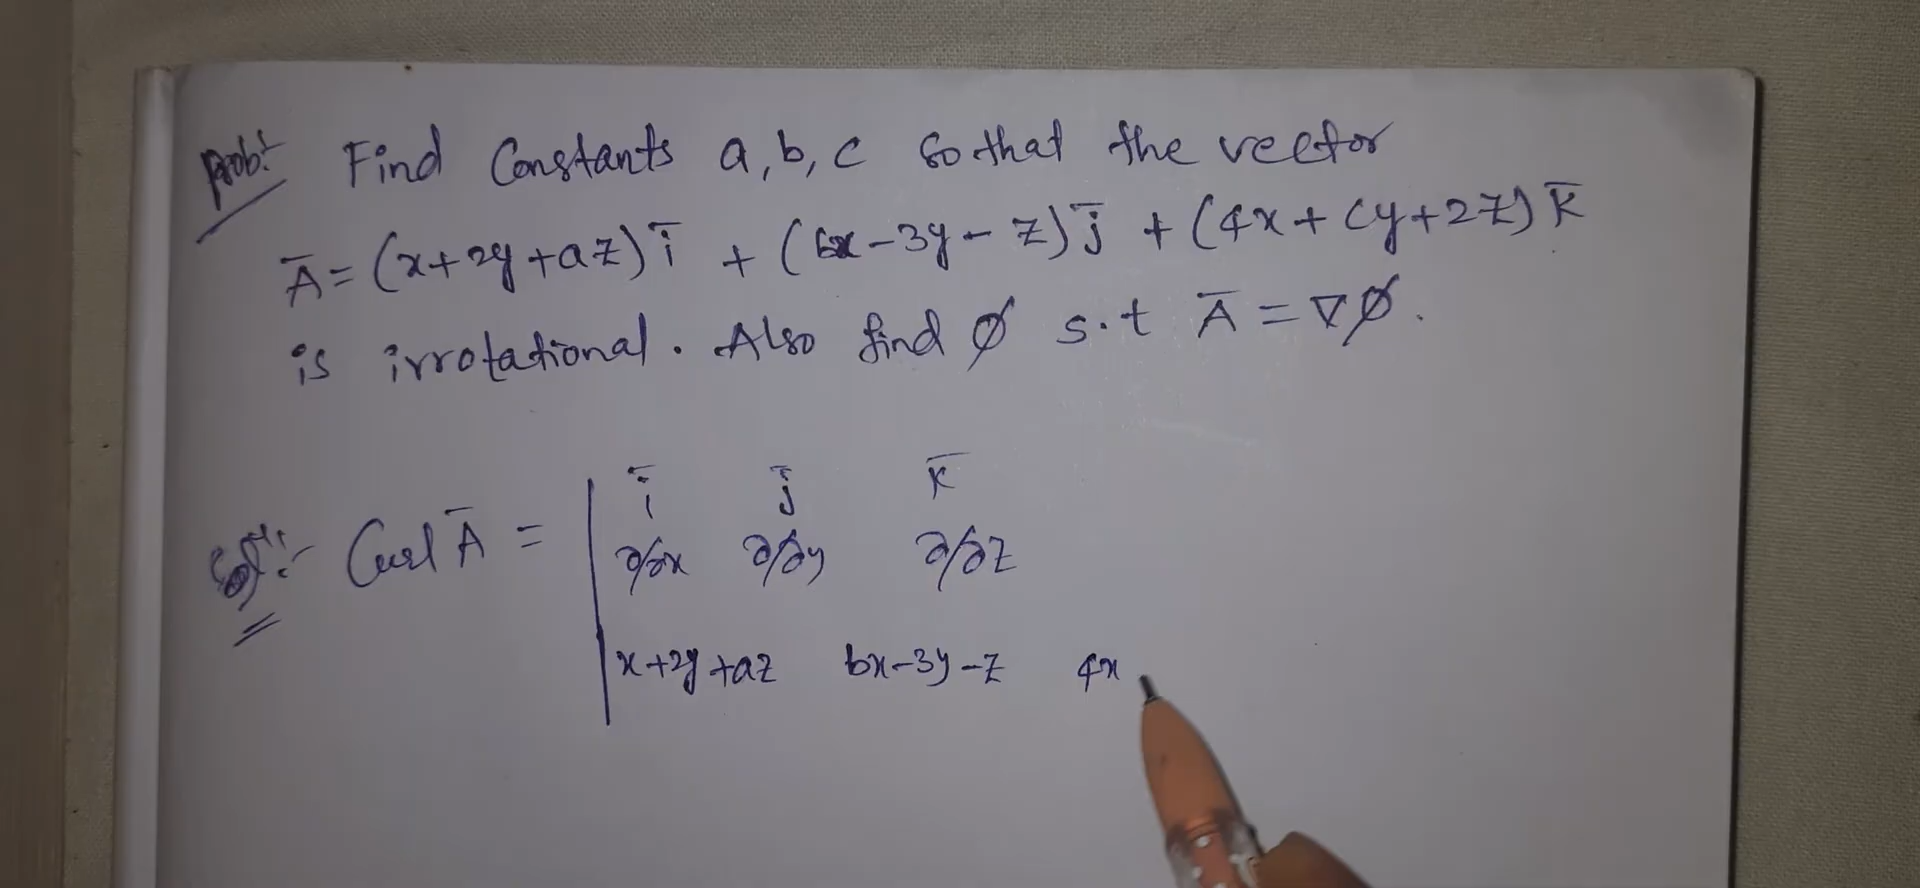 Prob:- Find Constants a, b, c so that the vector
Ā = (x+2y+az) ī + (bx-3y-z) j̄ + (4x+cy+2z) k̄
is irrotational. Also find ø s.t Ā = ∇ø.
ī j̄ k̄
Sol:- Curl Ā = | ∂/∂x ∂/∂y ∂/∂z
x+2y+az bx-3y-z 4x